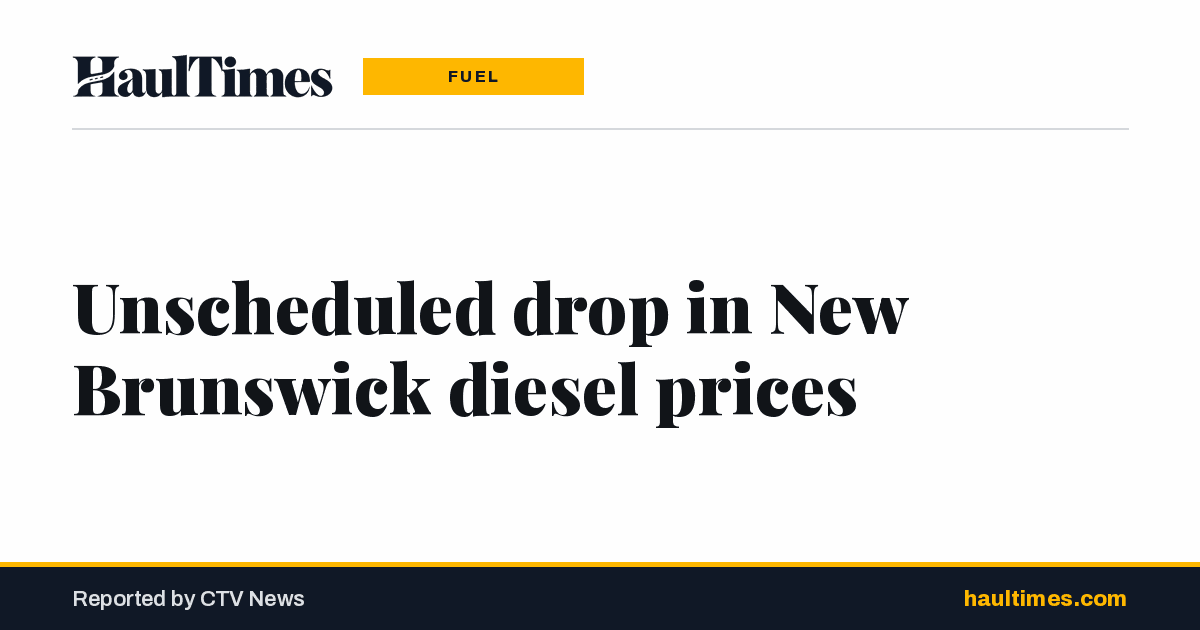 HaulTimes
FUEL
Unscheduled drop in New
Brunswick diesel prices
Reported by CTV News
haultimes.com